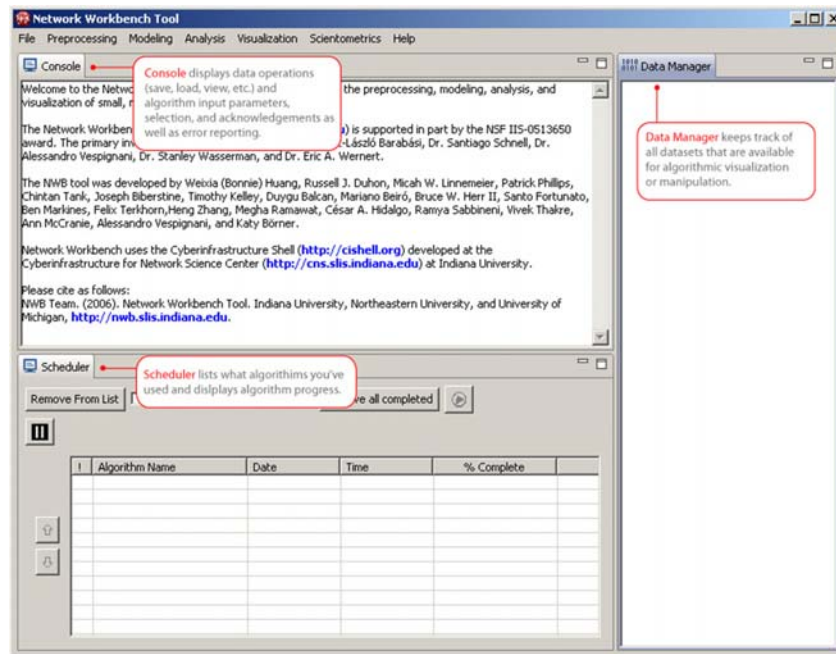 Network Workbench Tool
File Preprocessing Modeling Analysis Visualization Scientometrics Help
Console
Console displays data operations
(save, load, view, etc.) and
algorithm input parameters,
selection, and acknowledgements as
well as error reporting.
Welcome to the the preprocessing, modeling, analysis, and
visualization of small,
The Network is supported in part by the NSF IIS-0513650
award. The primary Barabási, Dr. Santiago Schnell, Dr.
Alessandro Vespignani, Dr. Stanley Wasserman, and Dr. Eric A. Wernert.
The NWB tool was developed by Weixia (Bonnie) Huang, Russell J. Duhon, Micah W. Linnemeier, Patrick Phillips,
Chintan Tank, Joseph Biberstine, Timothy Kelley, Duygu Balcan, Mariano Beiró, Bruce W. Herr II, Santo Fortunato,
Ben Markines, Felix Terkhorn,Heng Zhang, Megha Ramawat, César A. Hidalgo, Ramya Sabbineni, Vivek Thakre,
Ann McCranie, Alessandro Vespignani, and Katy Börner.
Network Workbench uses the Cyberinfrastructure Shell (http://cishell.org) developed at the
Cyberinfrastructure for Network Science Center (http://cns.slis.indiana.edu) at Indiana University.
Please cite as follows:
NWB Team. (2006). Network Workbench Tool. Indiana University, Northeastern University, and University of
Michigan, http://nwb.slis.indiana.edu.
Scheduler
Scheduler lists what algorithims you've
used and dislplays algorithm progress.
Remove From List all completed
! Algorithm Name Date Time % Complete
Data Manager
Data Manager keeps track of
all datasets that are available
for algorithmic visualization
or manipulation.